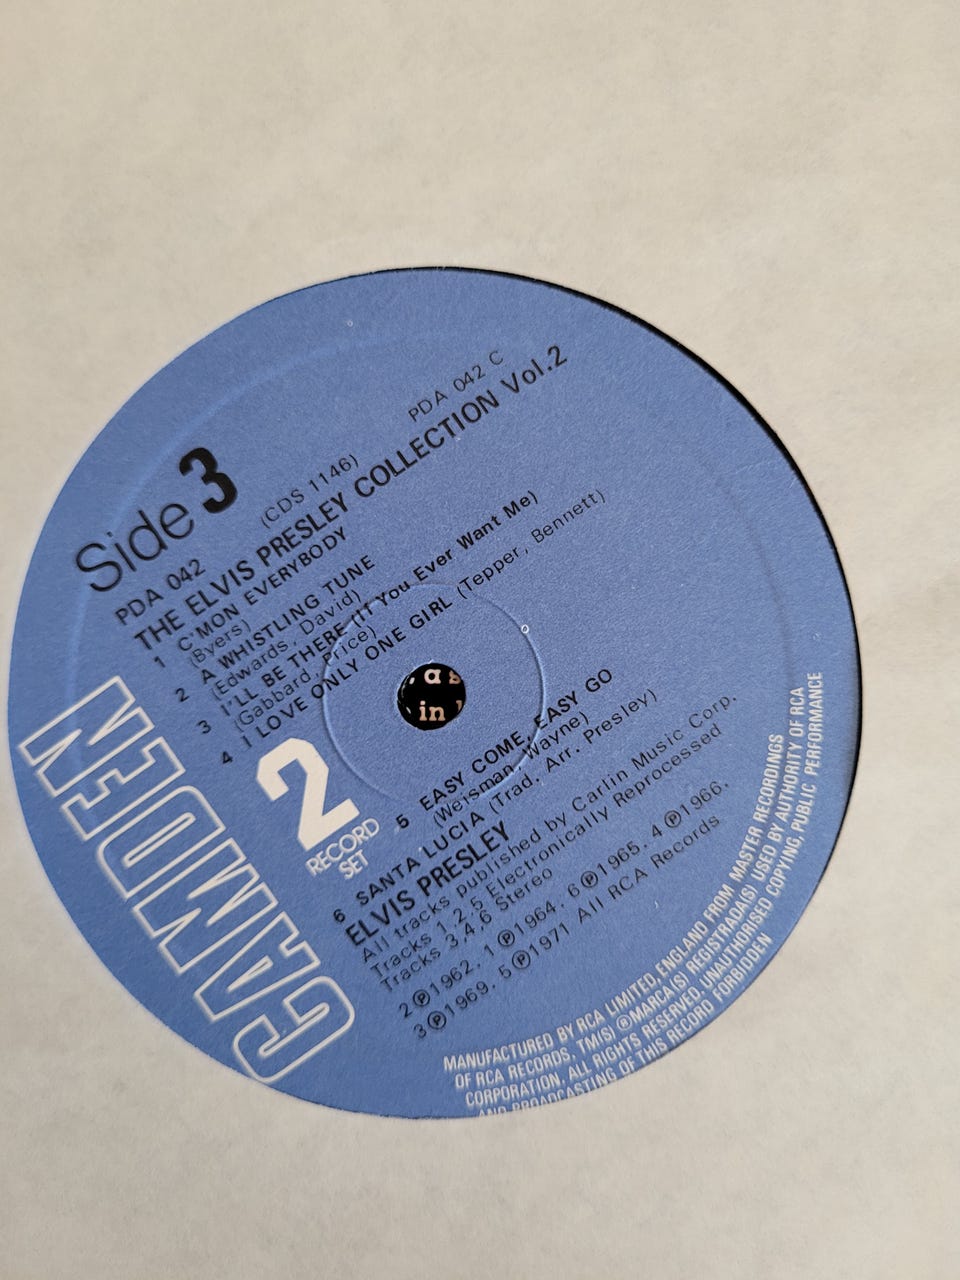 Side 3
(CDS 1146)
PDA 042 C
PDA 042
THE ELVIS PRESLEY COLLECTION Vol.2
1 C'MON EVERYBODY
(Byers)
2 A WHISTLING TUNE
(Edwards, David)
3 I'LL BE THERE (If You Ever Want Me)
(Gabbard, Price)
4 I LOVE ONLY ONE GIRL (Tepper, Bennett)
. a s
in
2
RECORD
SET
5 EASY COME, EASY GO
(Weisman, Wayne)
6 SANTA LUCIA (Trad. Arr. Presley)
ELVIS PRESLEY
All tracks published by Carlin Music Corp.
Tracks 1,2,5 Electronically Reprocessed
Tracks 3,4,6 Stereo
2℗1962. 1℗1964. 6℗1965. 4℗1966.
3℗1969. 5℗1971 All RCA Records
CAMDEN
MANUFACTURED BY RCA LIMITED, ENGLAND FROM MASTER RECORDINGS
OF RCA RECORDS, TM(S) ®MARCA(S) REGISTRADA(S) USED BY AUTHORITY OF RCA
CORPORATION, ALL RIGHTS RESERVED, UNAUTHORISED COPYING, PUBLIC PERFORMANCE
AND BROADCASTING OF THIS RECORD FORBIDDEN